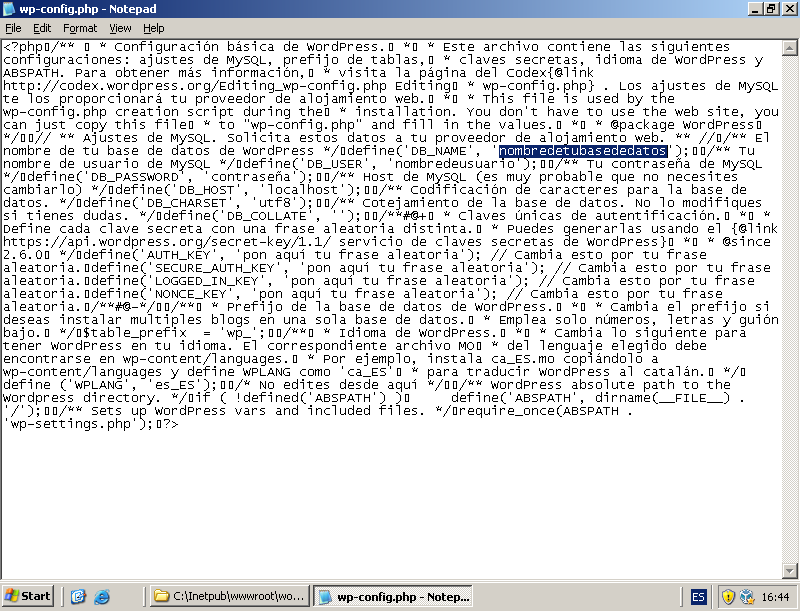 wp-config.php - Notepad
File Edit Format View Help
<?php▯/** ▯ * Configuración básica de WordPress.▯ *▯ * Este archivo contiene las siguientes
configuraciones: ajustes de MySQL, prefijo de tablas,▯ * claves secretas, idioma de WordPress y
ABSPATH. Para obtener más información,▯ * visita la página del Codex{@link
http://codex.wordpress.org/Editing_wp-config.php Editing▯ * wp-config.php} . Los ajustes de MySQL
te los proporcionará tu proveedor de alojamiento web.▯ *▯ * This file is used by the
wp-config.php creation script during the▯ * installation. You don't have to use the web site, you
can just copy this file▯ * to "wp-config.php" and fill in the values.▯ *▯ * @package WordPress▯
*/▯▯// ** Ajustes de MySQL. Solicita estos datos a tu proveedor de alojamiento web. ** //▯/** El
nombre de tu base de datos de WordPress */▯define('DB_NAME', 'nombredetubasededatos');▯▯/** Tu
nombre de usuario de MySQL */▯define('DB_USER', 'nombredeusuario');▯▯/** Tu contraseña de MySQL
*/▯define('DB_PASSWORD', 'contraseña');▯▯/** Host de MySQL (es muy probable que no necesites
cambiarlo) */▯define('DB_HOST', 'localhost');▯▯/** Codificación de caracteres para la base de
datos. */▯define('DB_CHARSET', 'utf8');▯▯/** Cotejamiento de la base de datos. No lo modifiques
si tienes dudas. */▯define('DB_COLLATE', '');▯▯/**#@+▯ * Claves únicas de autentificación.▯ *▯ *
Define cada clave secreta con una frase aleatoria distinta.▯ * Puedes generarlas usando el {@link
https://api.wordpress.org/secret-key/1.1/ servicio de claves secretas de WordPress}▯ *▯ * @since
2.6.0▯ */▯define('AUTH_KEY', 'pon aquí tu frase aleatoria'); // Cambia esto por tu frase
aleatoria.▯define('SECURE_AUTH_KEY', 'pon aquí tu frase aleatoria'); // Cambia esto por tu frase
aleatoria.▯define('LOGGED_IN_KEY', 'pon aquí tu frase aleatoria'); // Cambia esto por tu frase
aleatoria.▯define('NONCE_KEY', 'pon aquí tu frase aleatoria'); // Cambia esto por tu frase
aleatoria.▯/**#@-*/▯▯/** * Prefijo de la base de datos de WordPress.▯ *▯ * Cambia el prefijo si
deseas instalar multiples blogs en una sola base de datos.▯ * Emplea solo números, letras y guión
bajo.▯ */▯$table_prefix  = 'wp_';▯▯/**▯ * Idioma de WordPress.▯ *▯ * Cambia lo siguiente para
tener WordPress en tu idioma. El correspondiente archivo MO▯ * del lenguaje elegido debe
encontrarse en wp-content/languages.▯ * Por ejemplo, instala ca_ES.mo copiándolo a
wp-content/languages y define WPLANG como 'ca_ES'▯ * para traducir WordPress al catalán.▯ */▯
define ('WPLANG', 'es_ES');▯▯/* No edites desde aquí */▯▯/** WordPress absolute path to the
Wordpress directory. */▯if ( !defined('ABSPATH') )▯     define('ABSPATH', dirname(__FILE__) .
'/');▯▯/** Sets up WordPress vars and included files. */▯require_once(ABSPATH .
'wp-settings.php');▯?>
Start C:\Inetpub\wwwroot\wo... wp-config.php - Notep... ES 16:44